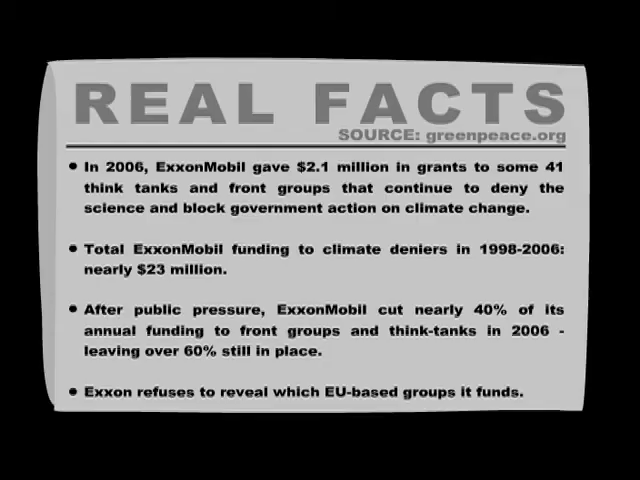 REAL FACTS
SOURCE: greenpeace.org
• In 2006, ExxonMobil gave $2.1 million in grants to some 41
think tanks and front groups that continue to deny the
science and block government action on climate change.
• Total ExxonMobil funding to climate deniers in 1998-2006:
nearly $23 million.
• After public pressure, ExxonMobil cut nearly 40% of its
annual funding to front groups and think-tanks in 2006 -
leaving over 60% still in place.
• Exxon refuses to reveal which EU-based groups it funds.